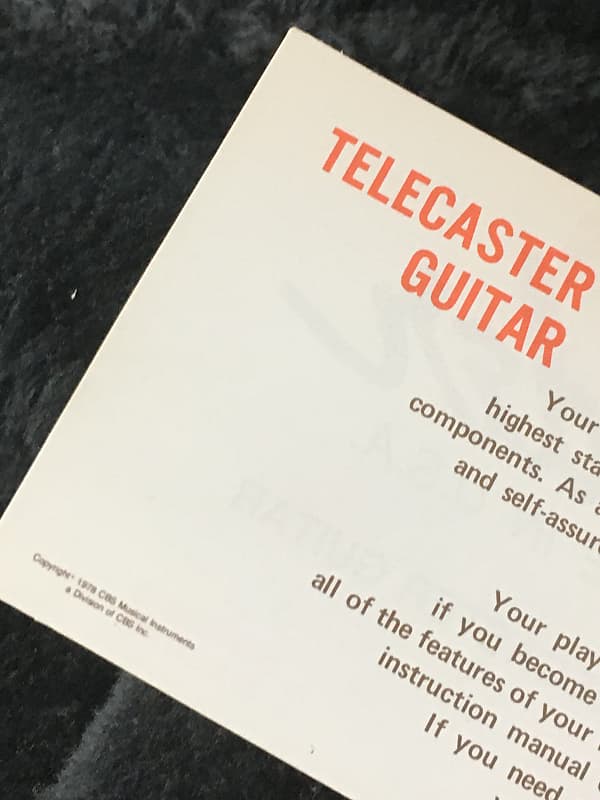 TELECASTER
GUITAR
Your
highest sta
components. As a
and self-assure
Your play
if you become
all of the features of your
instruction manual
If you need
Copyright® 1978 CBS Musical Instruments
a Division of CBS Inc.